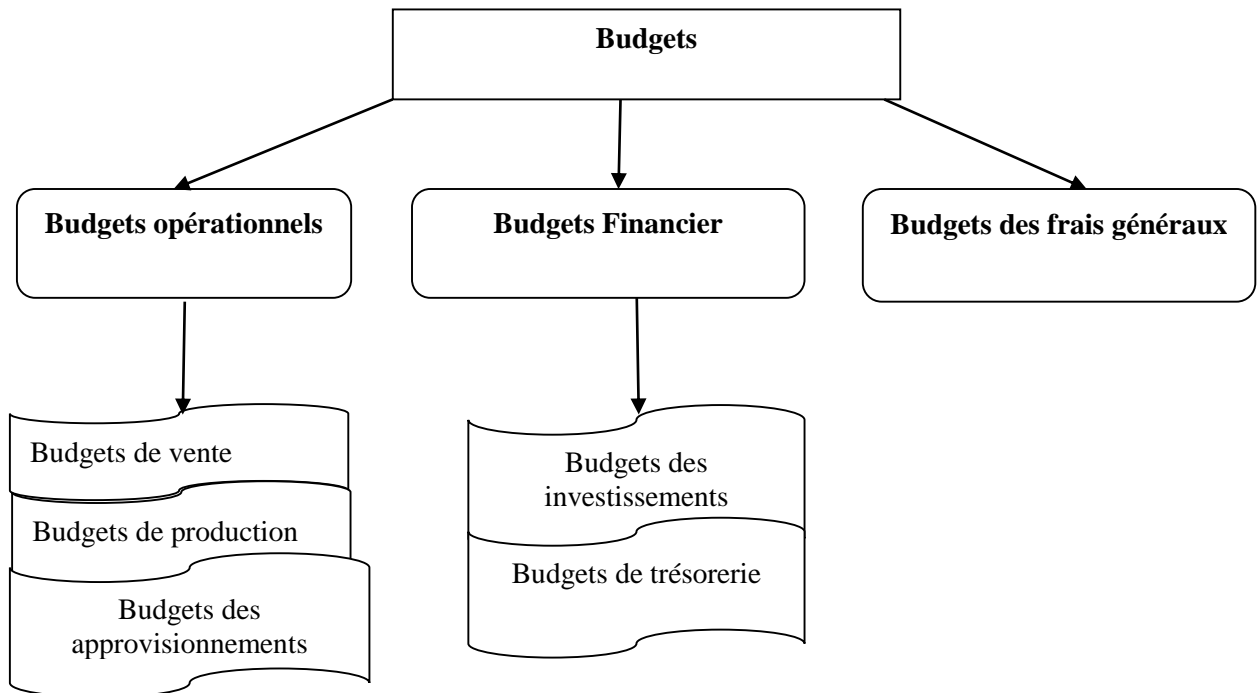 Budgets
Budgets opérationnels
Budgets Financier
Budgets des frais généraux
Budgets de vente
Budgets de production
Budgets des
approvisionnements
Budgets des
investissements
Budgets de trésorerie